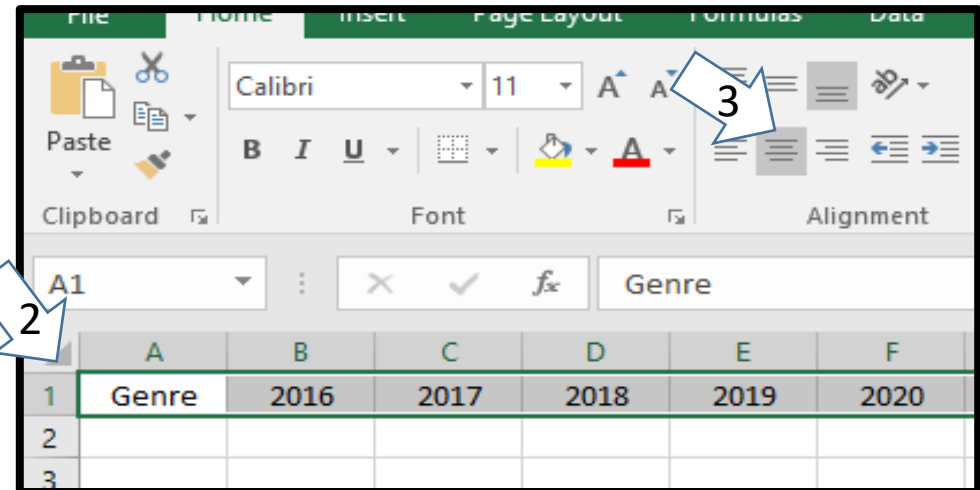 File Home Insert Page Layout Formulas Data
Calibri 11 A A
3
Paste B I U A
Clipboard Font Alignment
A1 fx Genre
2
A B C D E F
1 Genre 2016 2017 2018 2019 2020
2
3